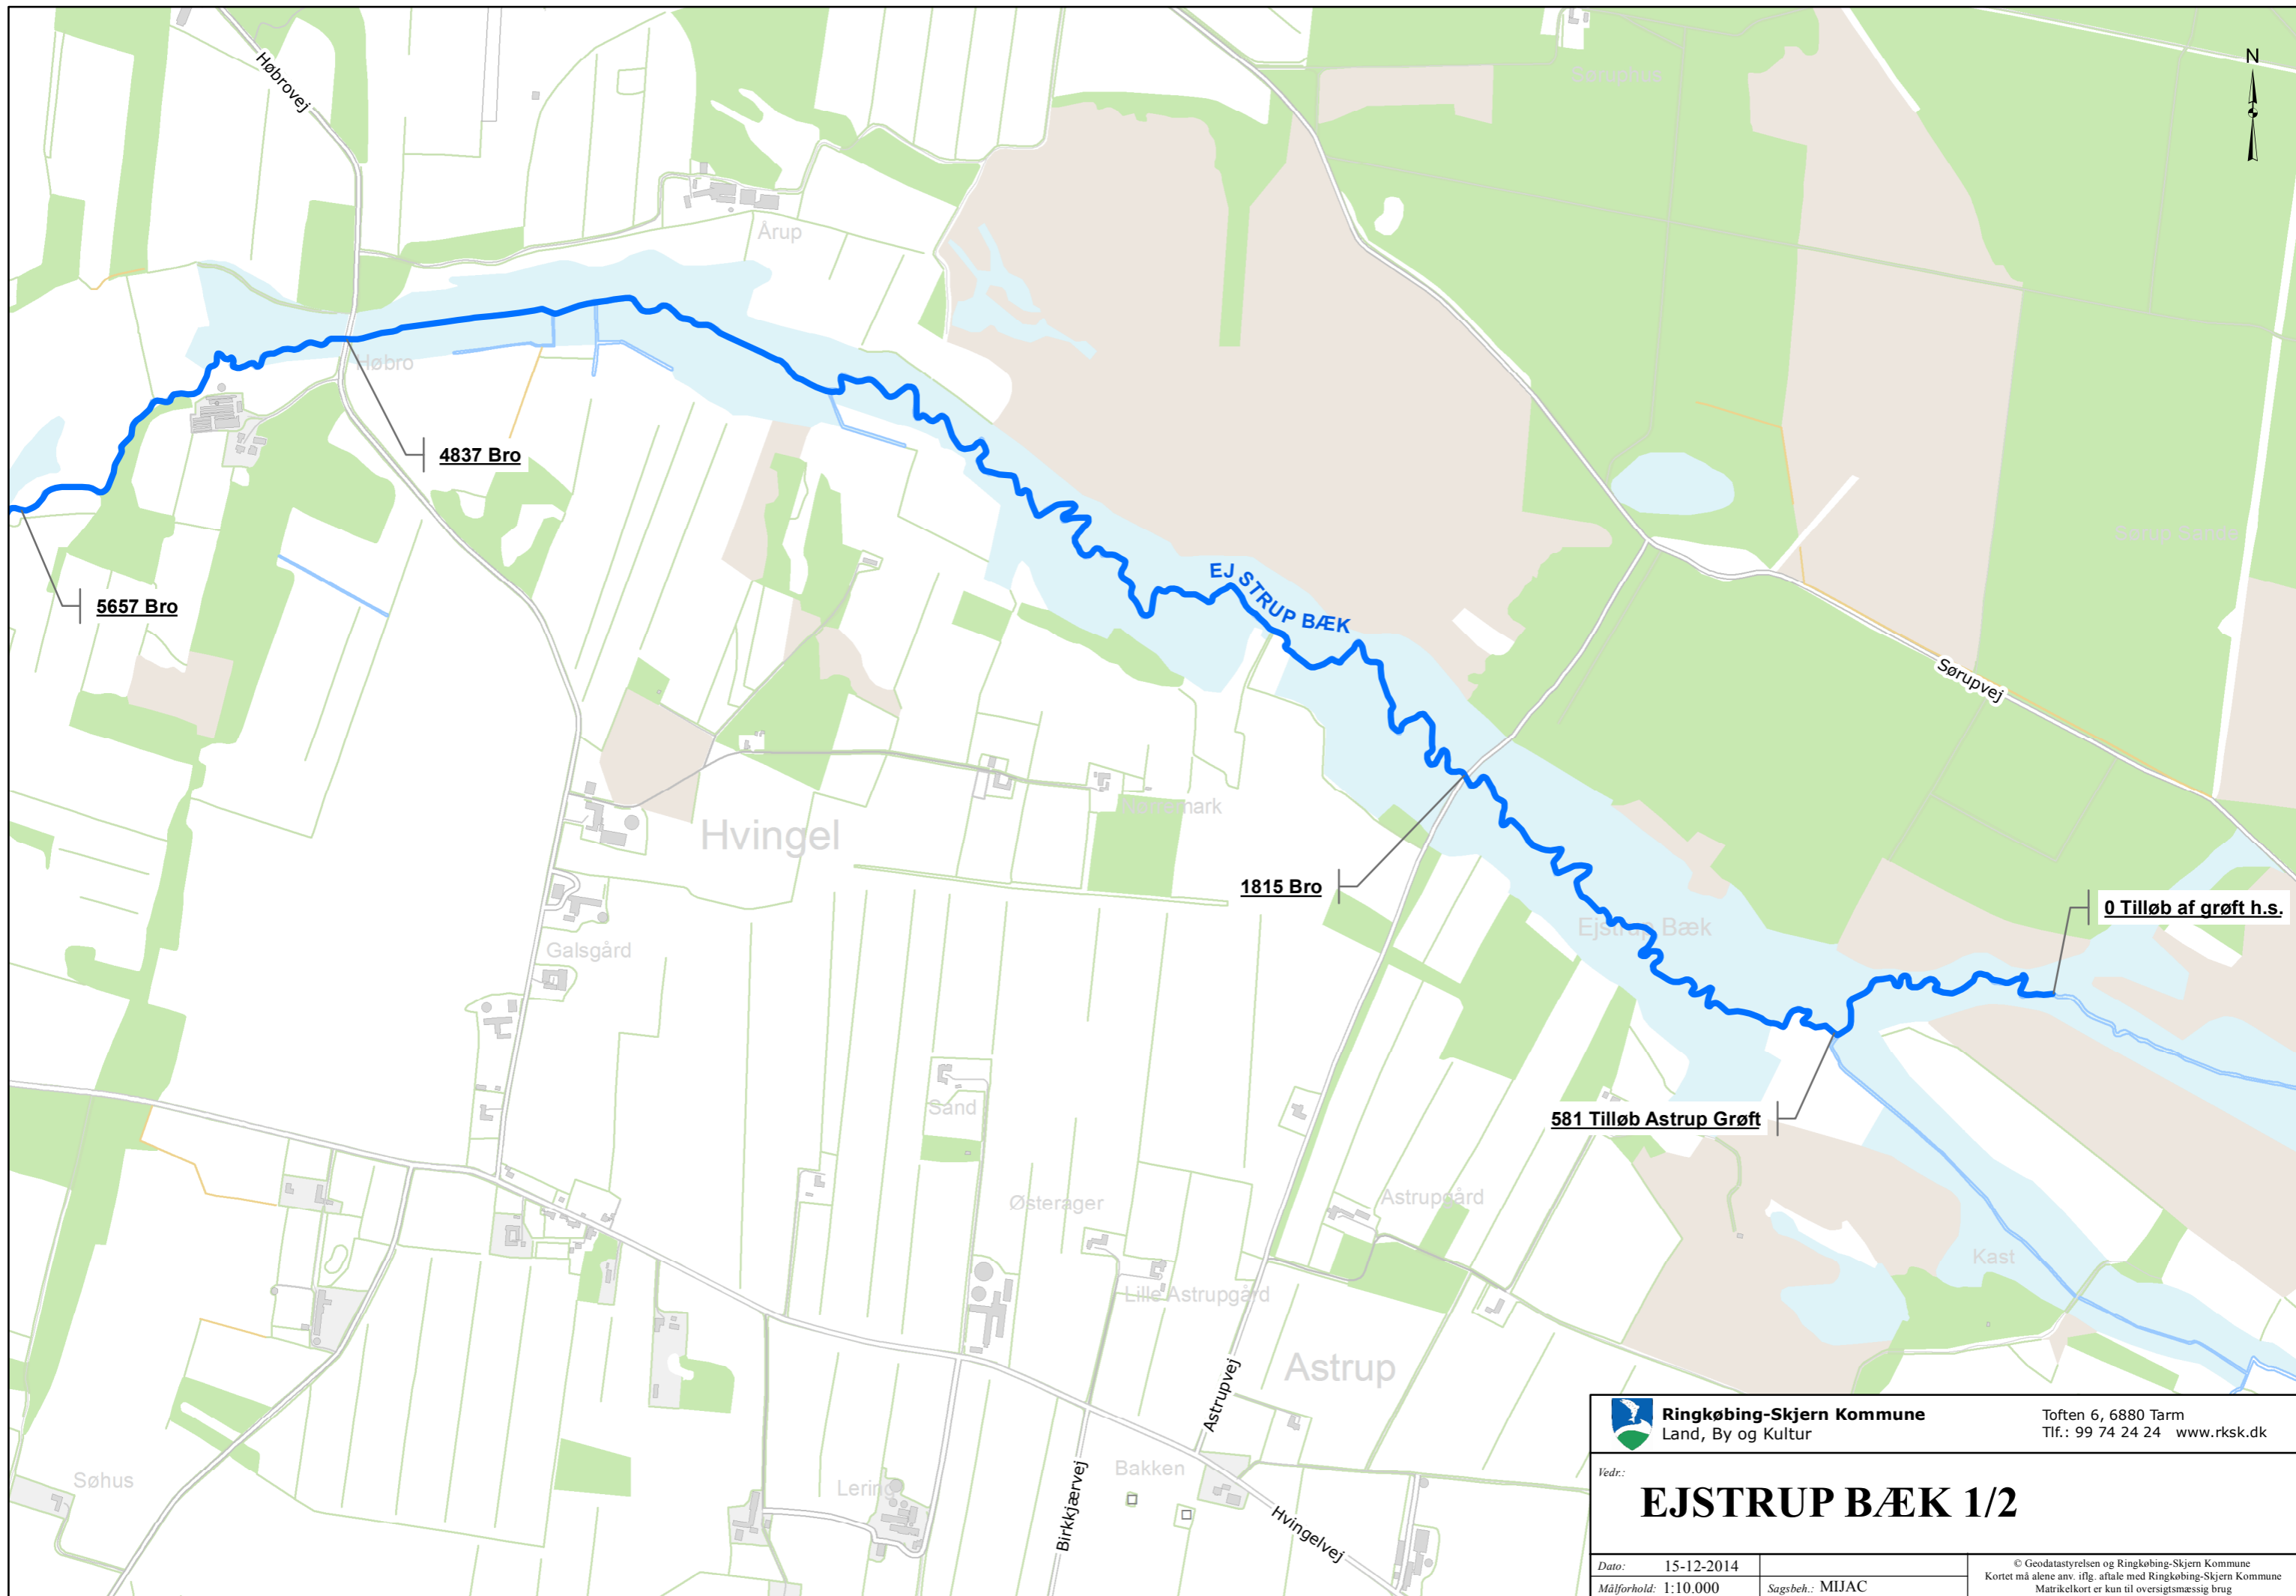 Høbrovej
Sørup Sande
N
Årup
Høbro
4837 Bro
5657 Bro
EJSTRUP BÆK
Sørupvej
Hvingel
1815 Bro
Ejstrup Bæk
0 Tilløb af grøft h.s.
Galsgård
Sand
581 Tilløb Astrup Grøft
Østerager
Astrupgård
Kast
Lille Astrupgård
Astrup
Astrupvej
Søhus
Lering
Bakken
Birkkjærvej
Hvingelvej
Ringkøbing-Skjern Kommune
Land, By og Kultur
Toften 6, 6880 Tarm
Tlf.: 99 74 24 24 www.rksk.dk
Vedr.:
EJSTRUP BÆK 1/2
Dato: 15-12-2014
Målforhold: 1:10.000
Sagsbeh.: MIJAC
© Geodatastyrelsen og Ringkøbing-Skjern Kommune
Kortet må alene anv. iflg. aftale med Ringkøbing-Skjern Kommune
Matrikelkort er kun til oversigtsmæssig brug